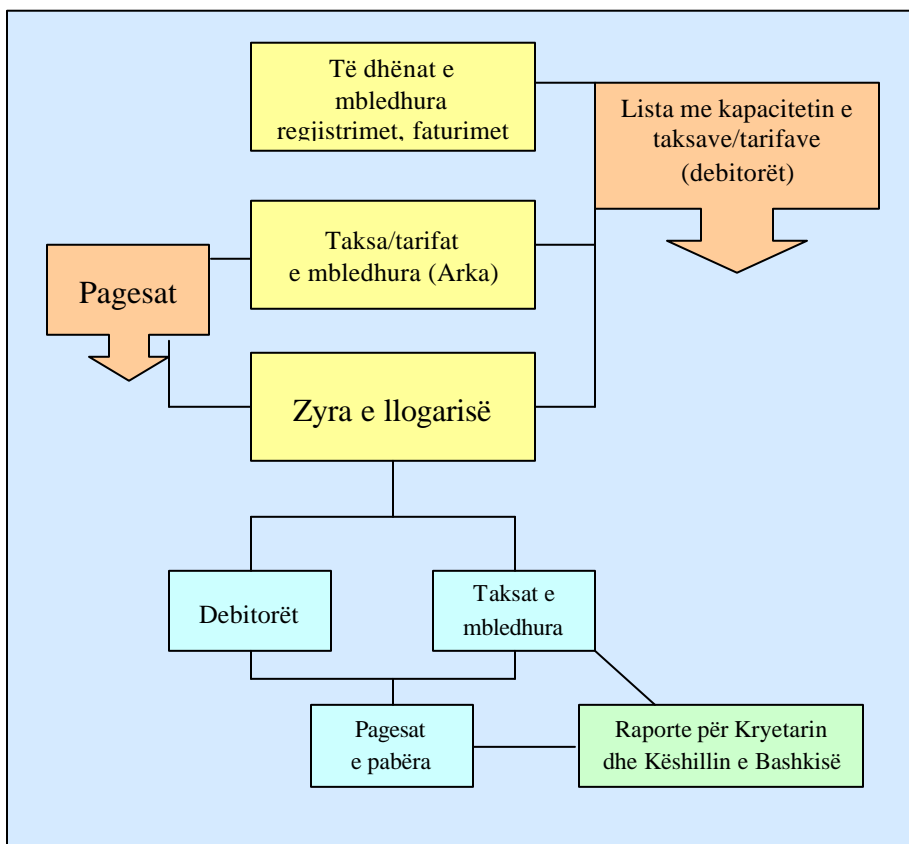 Të dhënat e
mbledhura
regjistrimet, faturimet
Lista me kapacitetin e
taksave/tarifave
(debitorët)
Taksa/tarifat
e mbledhura (Arka)
Pagesat
Zyra e llogarisë
Debitorët
Taksat e
mbledhura
Pagesat
e pabëra
Raporte për Kryetarin
dhe Këshillin e Bashkisë